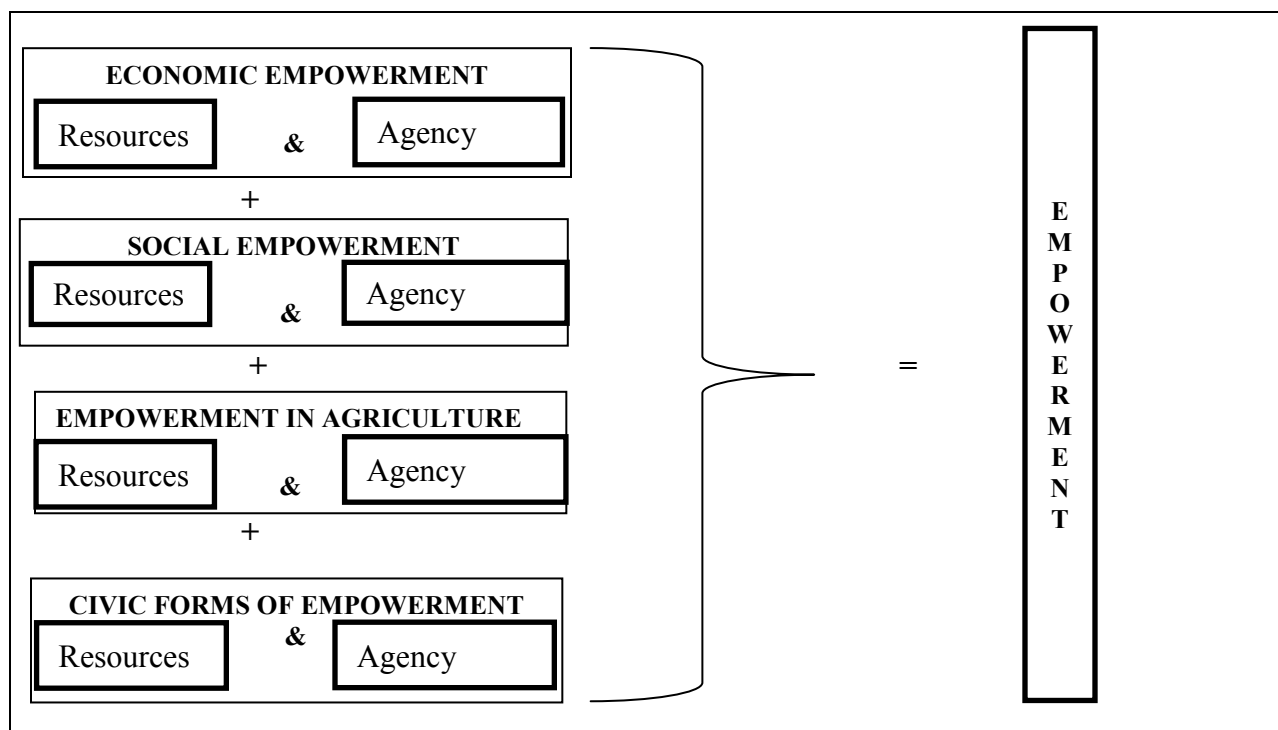 ECONOMIC EMPOWERMENT
Resources & Agency
+
SOCIAL EMPOWERMENT
Resources & Agency
+
EMPOWERMENT IN AGRICULTURE
Resources & Agency
+
CIVIC FORMS OF EMPOWERMENT
Resources & Agency
=
E
M
P
O
W
E
R
M
E
N
T